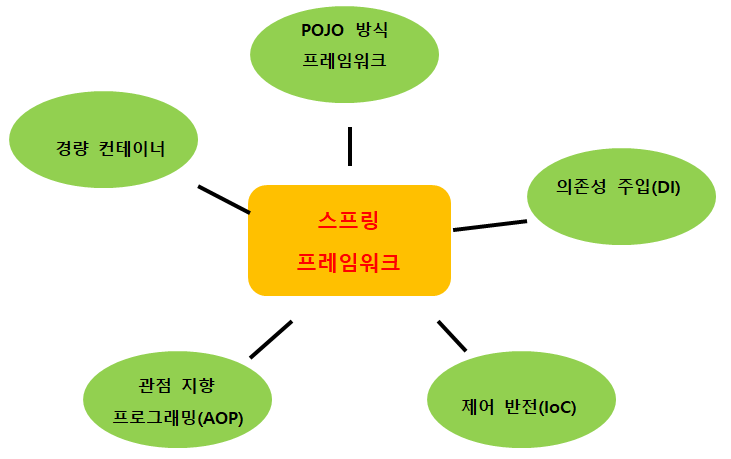 POJO 방식
프레임워크
경량 컨테이너
의존성 주입(DI)
스프링
프레임워크
관점 지향
프로그래밍(AOP)
제어 반전(IoC)